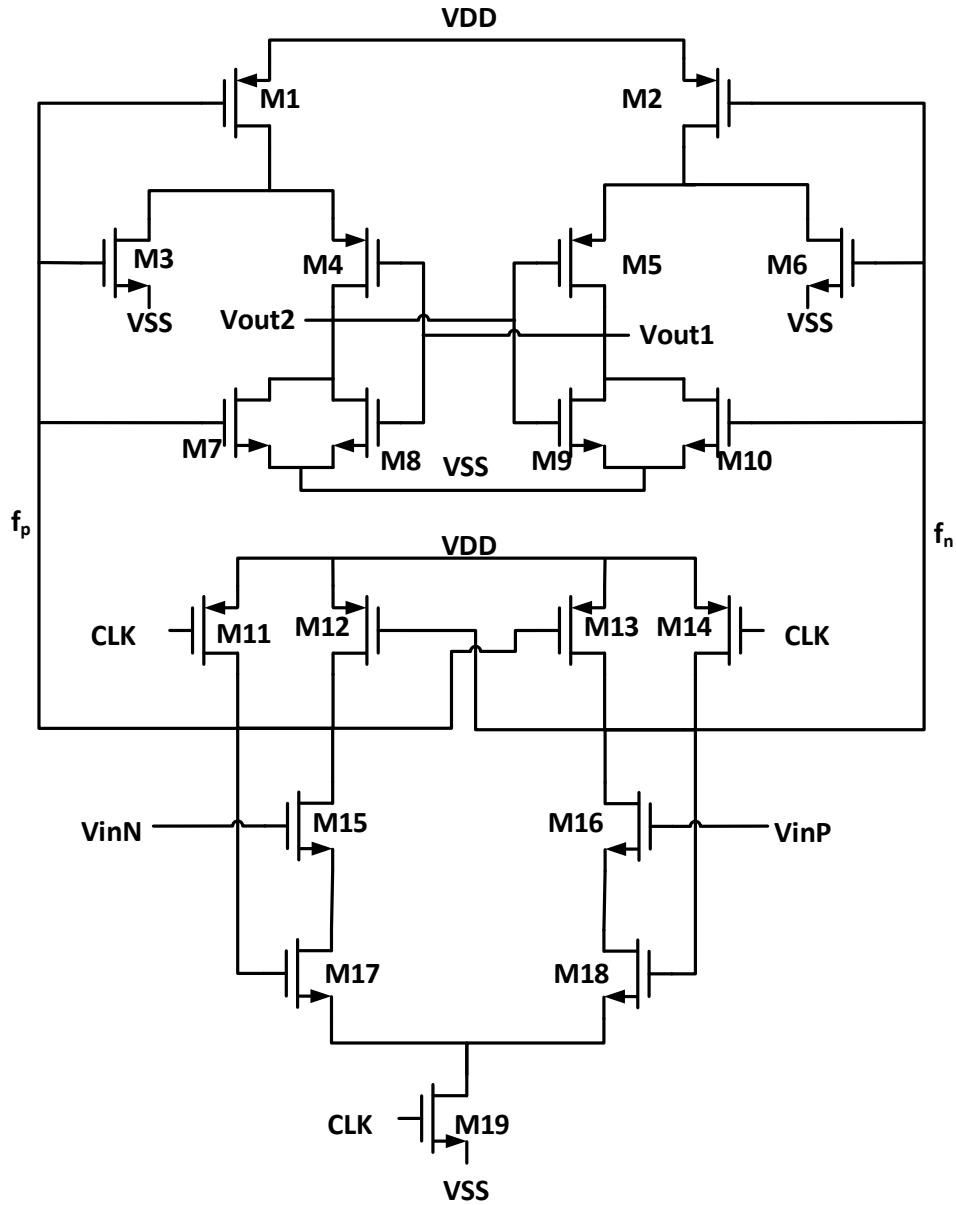 VDD
M1 M2
M3 M4 M5 M6
VSS VSS
Vout2 Vout1
M7 M8 VSS M9 M10
fp fn
VDD
CLK M11 M12 M13 M14 CLK
VinN M15 M16 VinP
M17 M18
CLK M19
VSS